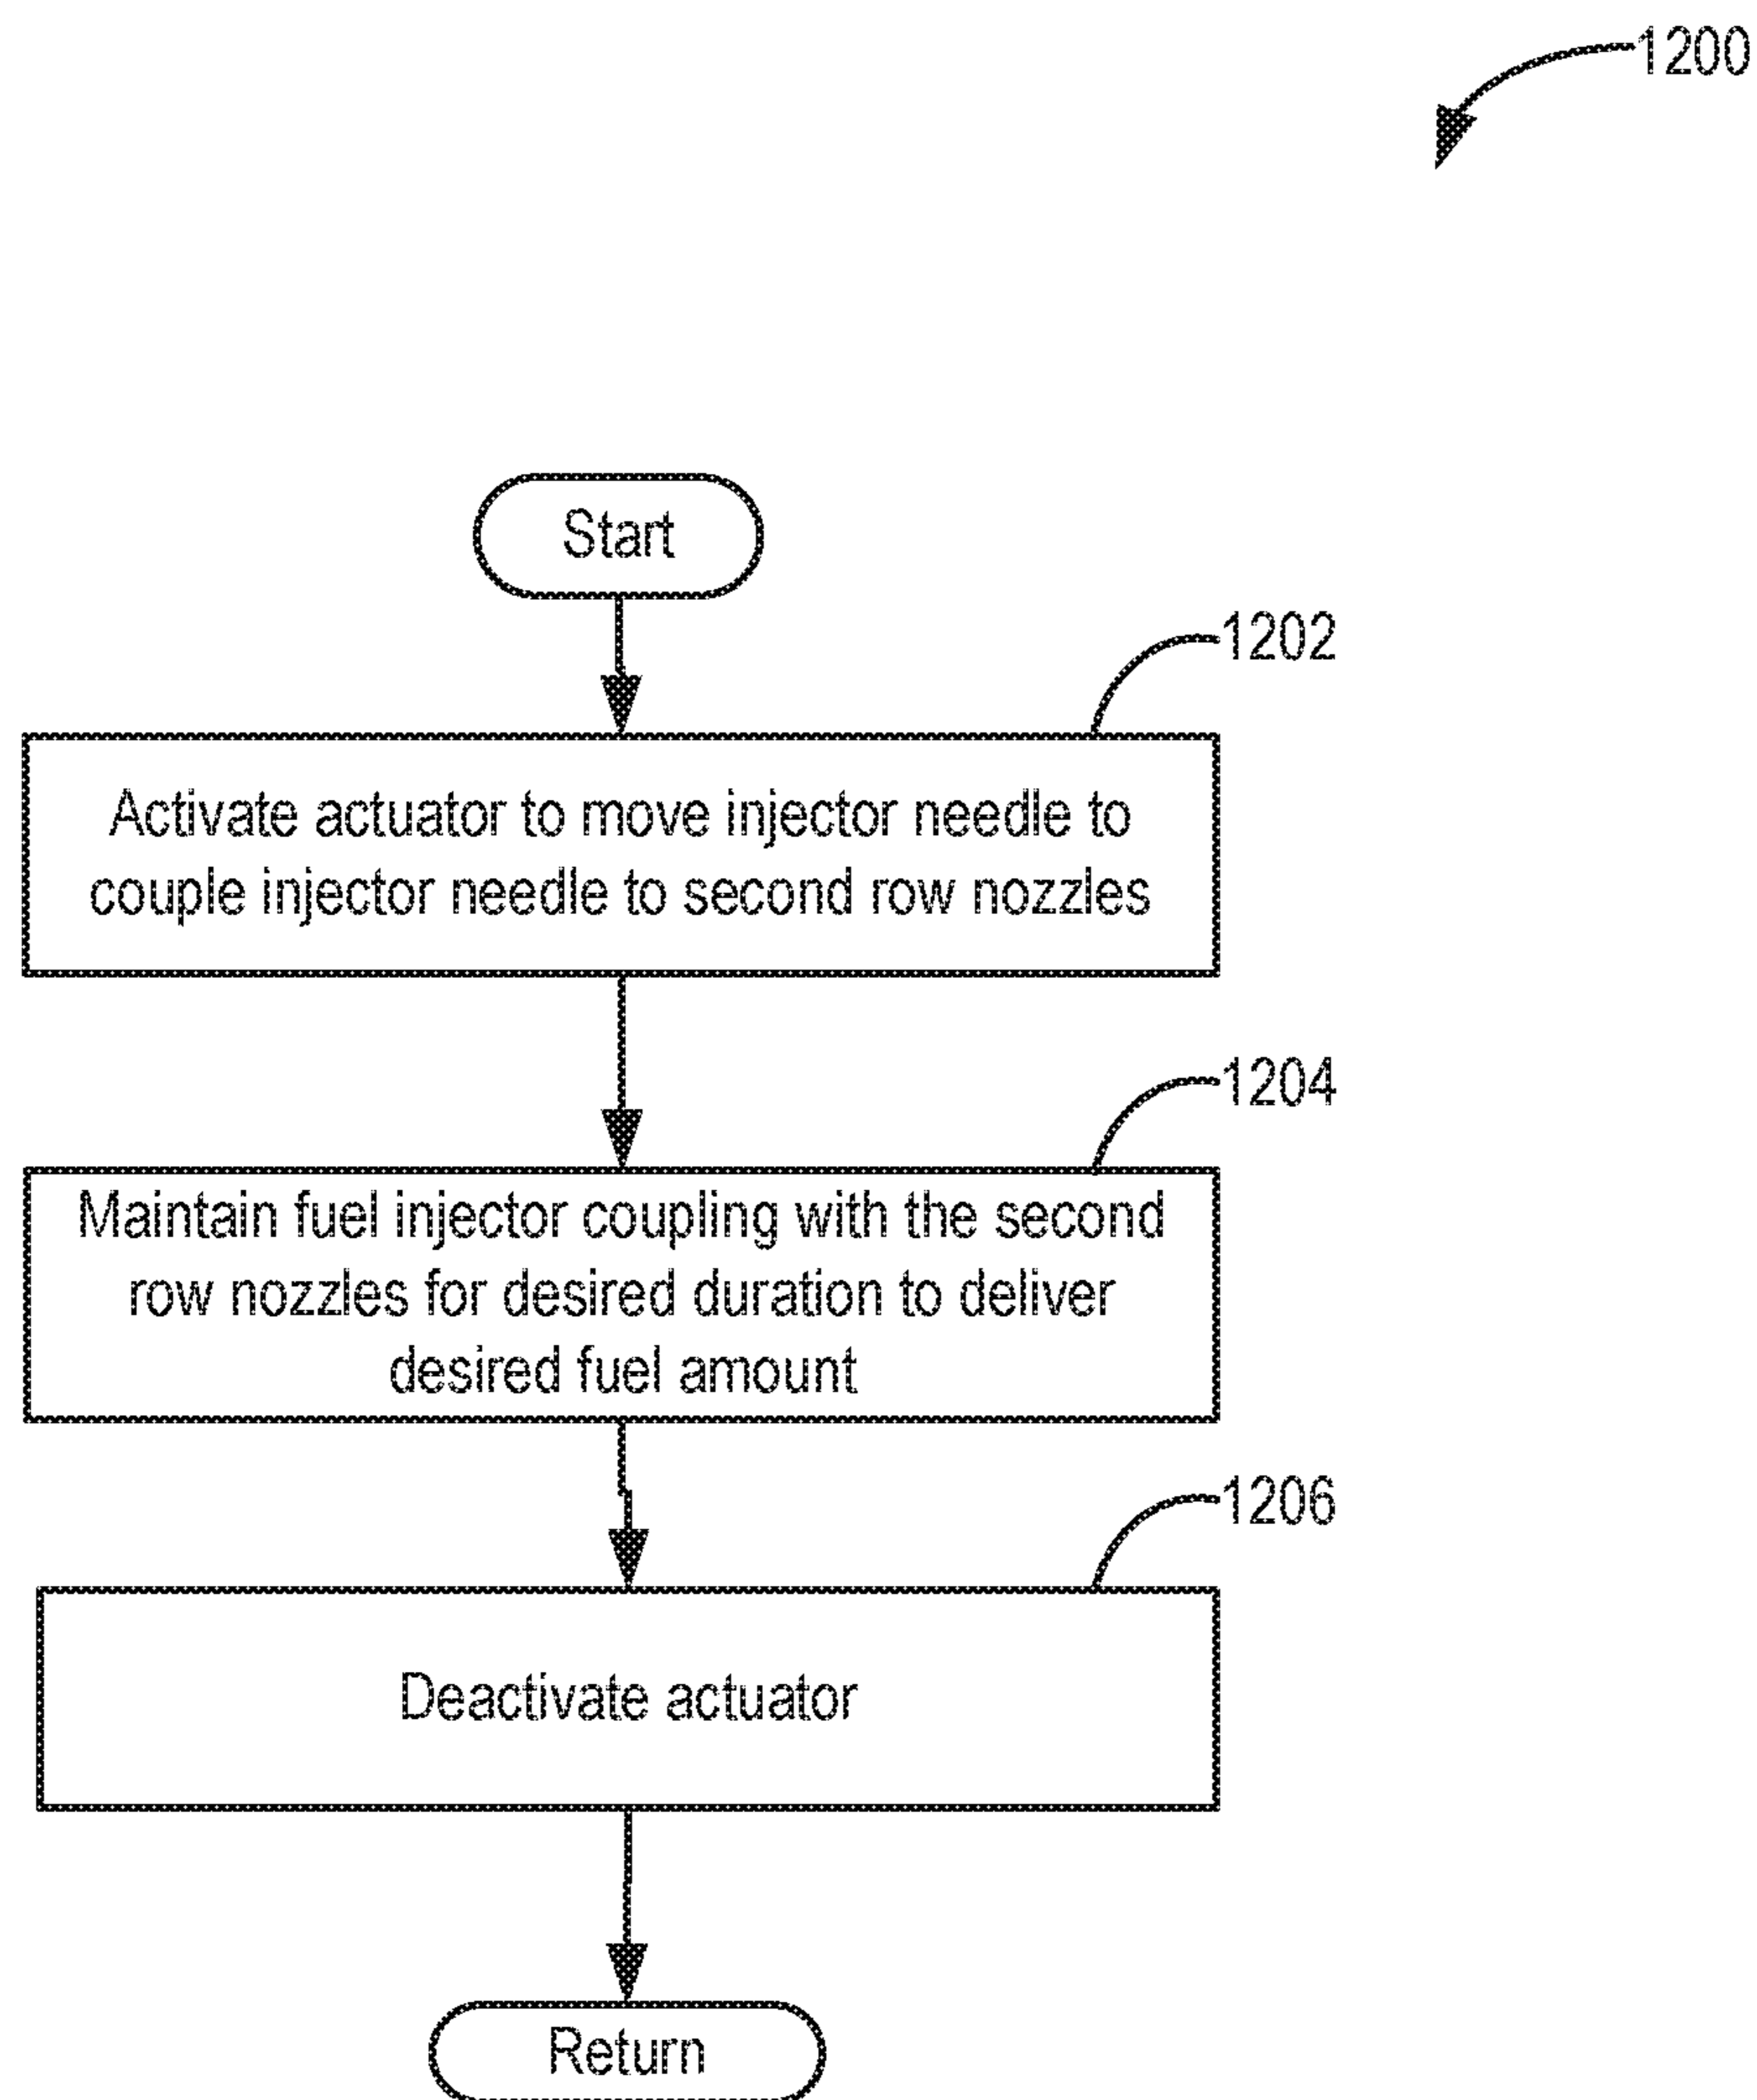 1200
Start
1202
Activate actuator to move injector needle to
couple injector needle to second row nozzles
1204
Maintain fuel injector coupling with the second
row nozzles for desired duration to deliver
desired fuel amount
1206
Deactivate actuator
Return